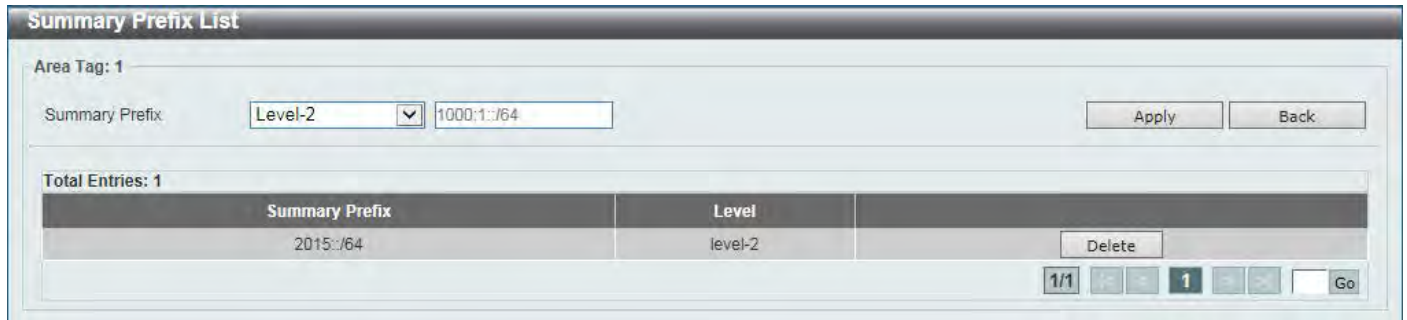 Summary Prefix List
Area Tag: 1
Summary Prefix Level-2 1000:1::/64 Apply Back
Total Entries: 1
Summary Prefix Level
2015::/64 level-2 Delete
1/1 |< < 1 > >| Go